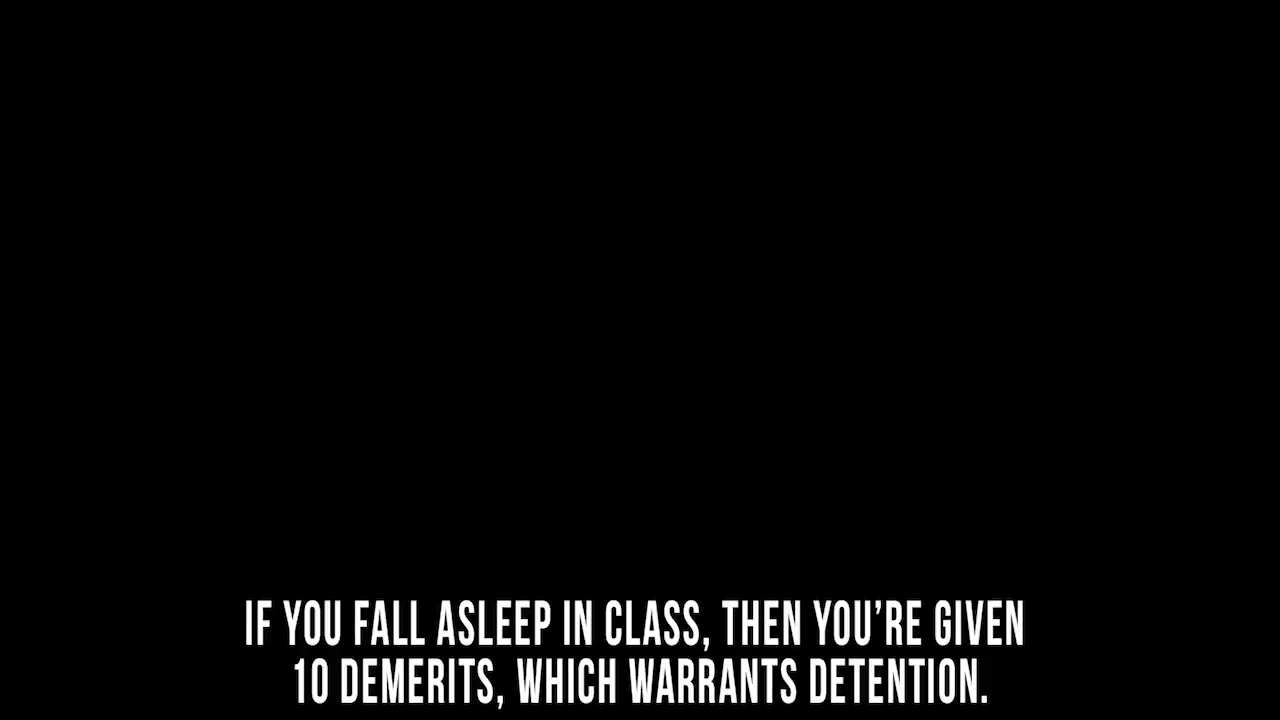 IF YOU FALL ASLEEP IN CLASS, THEN YOU’RE GIVEN
10 DEMERITS, WHICH WARRANTS DETENTION.